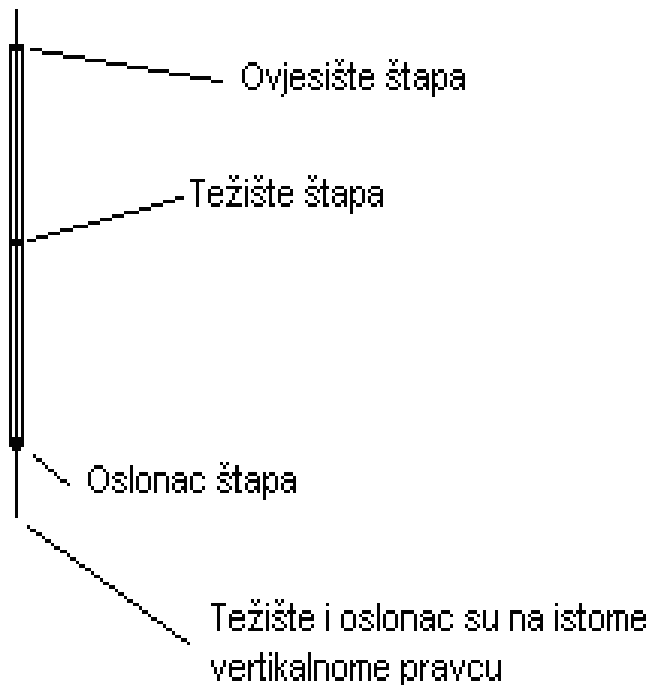 Ovjesište štapa
Težište štapa
Oslonac štapa
Težište i oslonac su na istome
vertikalnome pravcu